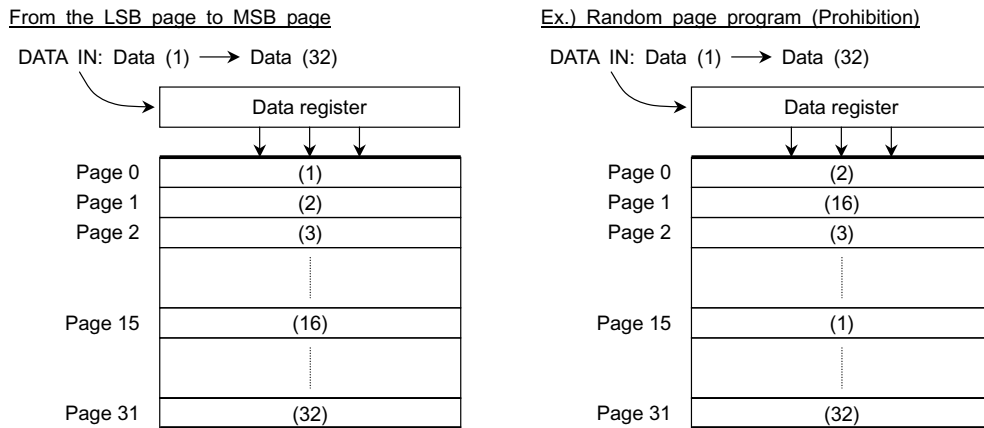 From the LSB page to MSB page
DATA IN: Data (1) → Data (32)
Data register
Page 0 (1)
Page 1 (2)
Page 2 (3)
Page 15 (16)
Page 31 (32)
Ex.) Random page program (Prohibition)
DATA IN: Data (1) → Data (32)
Data register
Page 0 (2)
Page 1 (16)
Page 2 (3)
Page 15 (1)
Page 31 (32)